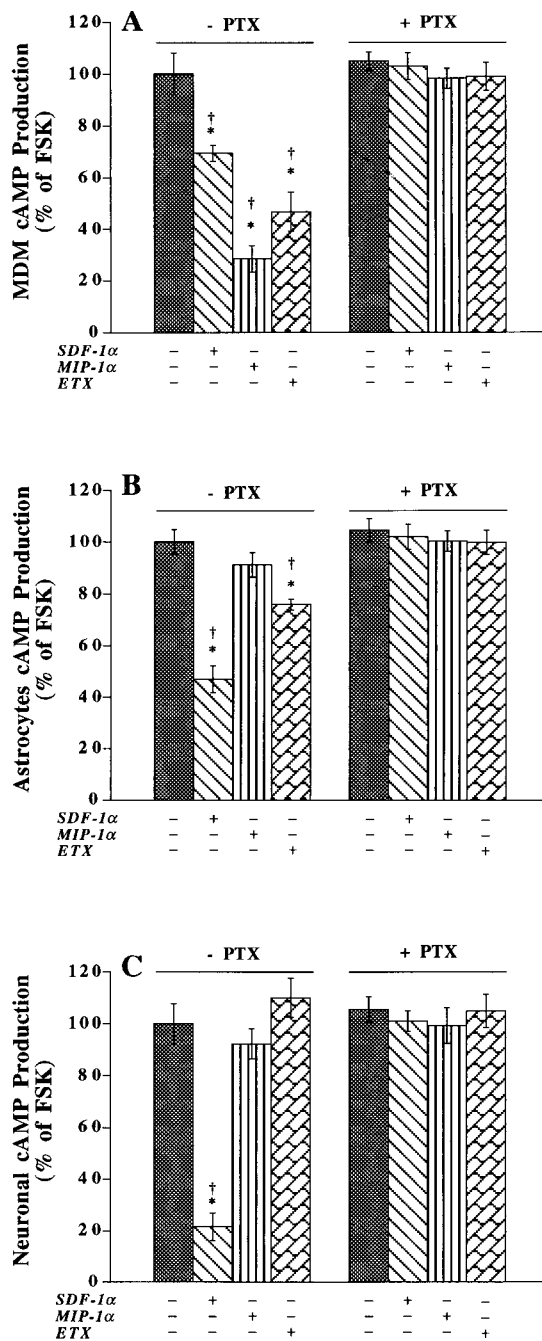 A
- PTX
+ PTX
MDM cAMP Production
(% of FSK)
120
100
80
60
40
20
0
†
*
†
*
†
*
SDF-1α – + – – – + – –
MIP-1α – – + – – – + –
ETX – – – + – – – +
B
- PTX
+ PTX
Astrocytes cAMP Production
(% of FSK)
120
100
80
60
40
20
0
†
*
†
*
SDF-1α – + – – – + – –
MIP-1α – – + – – – + –
ETX – – – + – – – +
C
- PTX
+ PTX
Neuronal cAMP Production
(% of FSK)
120
100
80
60
40
20
0
†
*
SDF-1α – + – – – + – –
MIP-1α – – + – – – + –
ETX – – – + – – – +